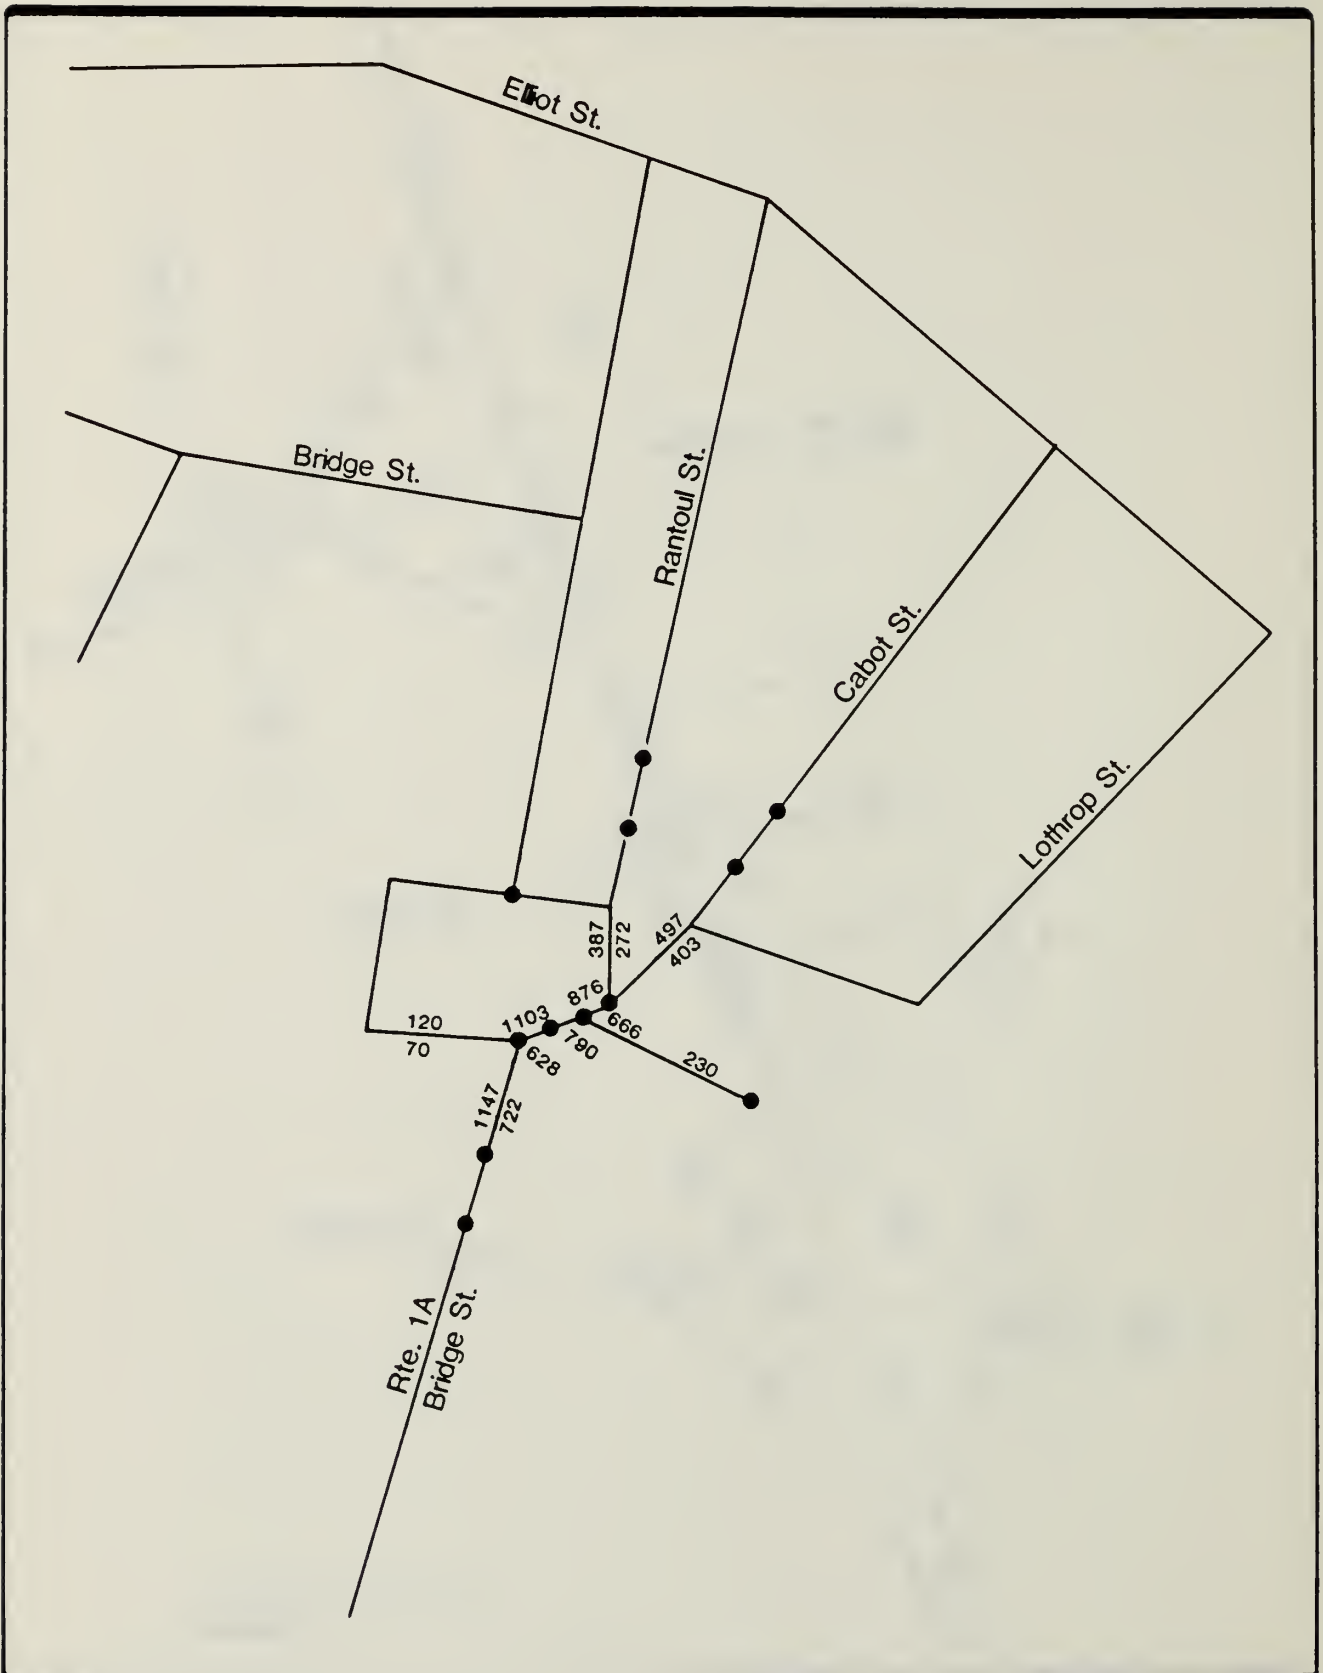 Elliot St.
Bridge St.
Rantoul St.
Cabot St.
Lothrop St.
387
272
497
403
876
666
1103
790
628
230
120
70
1147
722
Rte. 1A
Bridge St.